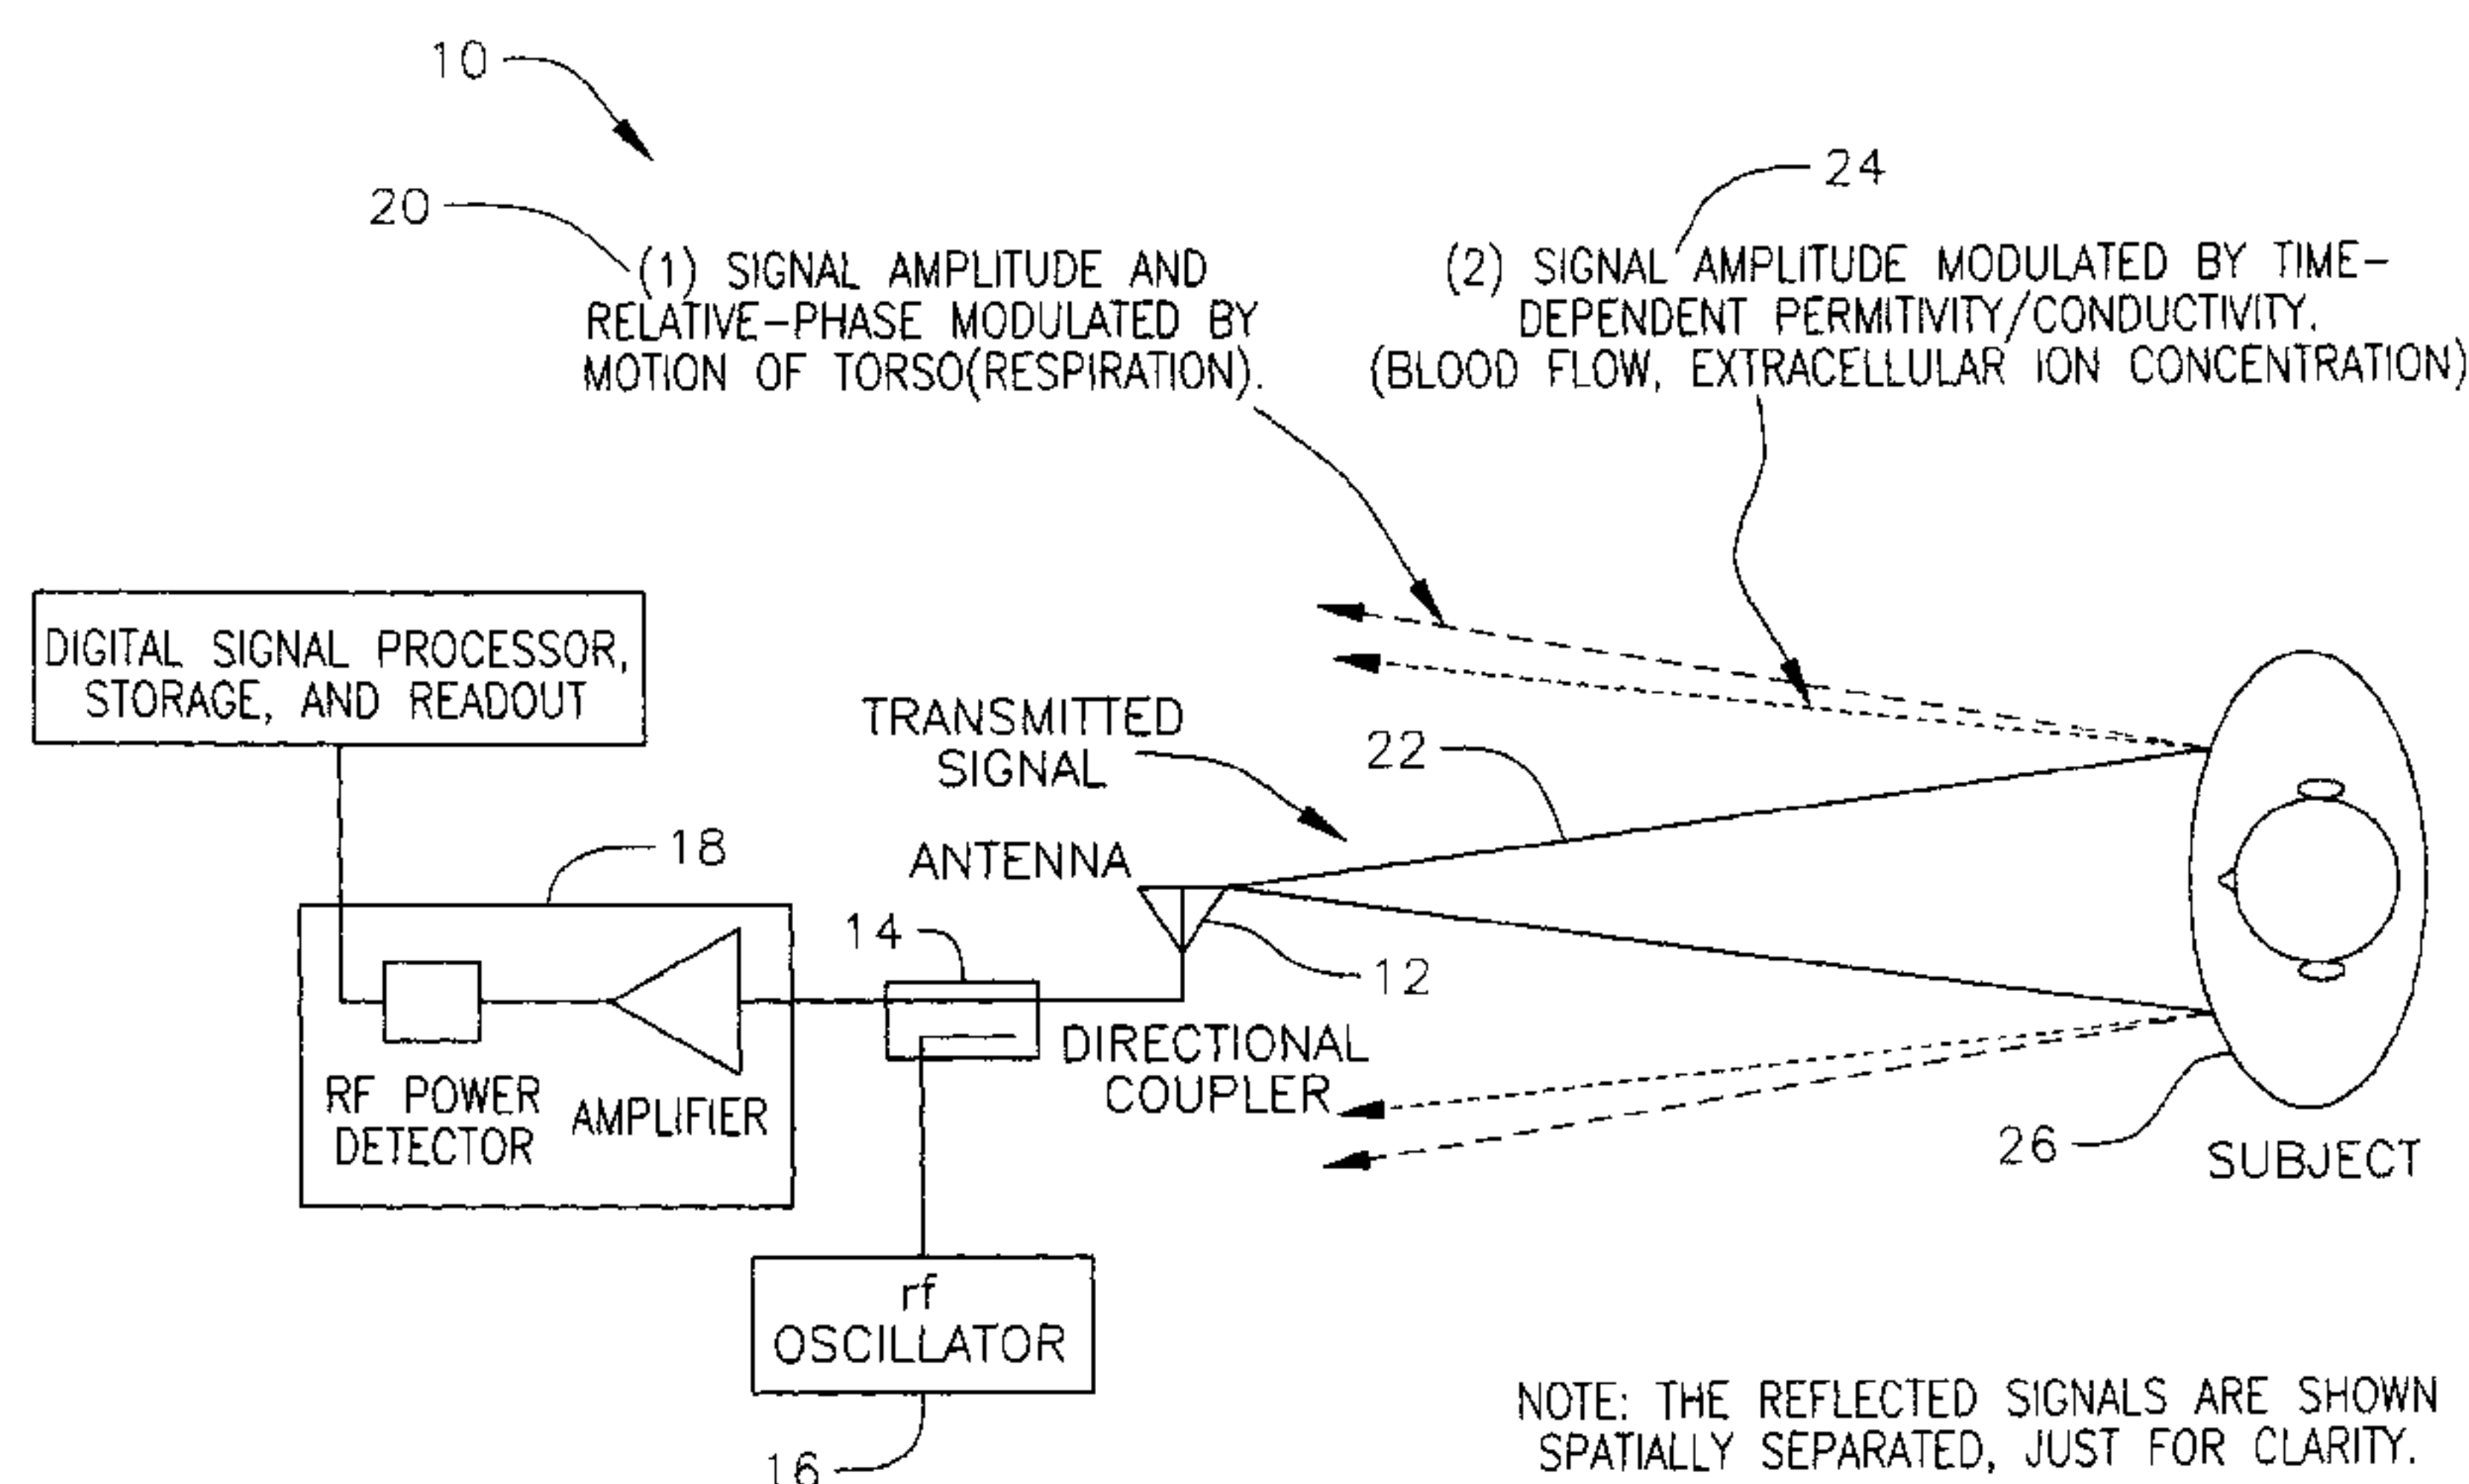 10
20
24
(1) SIGNAL AMPLITUDE AND
RELATIVE-PHASE MODULATED BY
MOTION OF TORSO(RESPIRATION).
(2) SIGNAL AMPLITUDE MODULATED BY TIME-
DEPENDENT PERMITIVITY/CONDUCTIVITY.
(BLOOD FLOW, EXTRACELLULAR ION CONCENTRATION)
DIGITAL SIGNAL PROCESSOR,
STORAGE, AND READOUT
TRANSMITTED
SIGNAL
22
ANTENNA
18
14
12
DIRECTIONAL
COUPLER
RF POWER
DETECTOR
AMPLIFIER
26
SUBJECT
rf
OSCILLATOR
16
NOTE: THE REFLECTED SIGNALS ARE SHOWN
SPATIALLY SEPARATED, JUST FOR CLARITY.